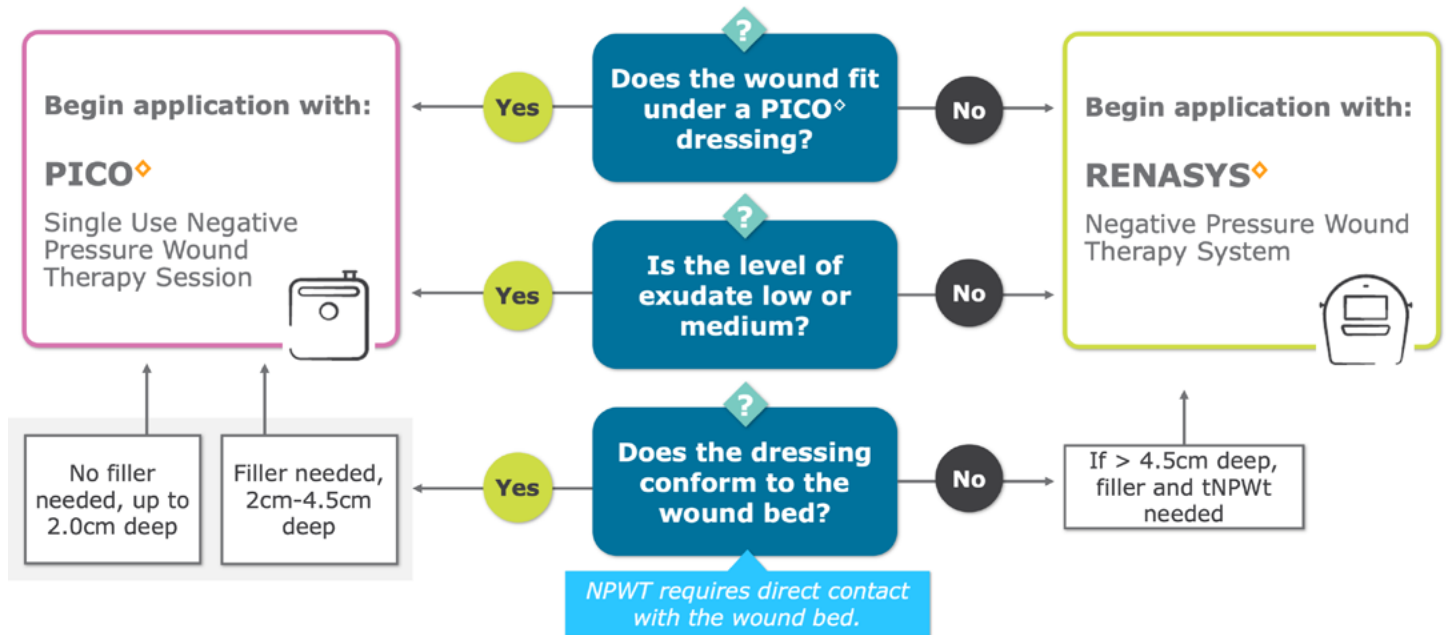 Begin application with:
PICO◇
Single Use Negative
Pressure Wound
Therapy Session
?
Does the wound fit
under a PICO◇
dressing?
Yes
No
Begin application with:
RENASYS◇
Negative Pressure Wound
Therapy System
?
Is the level of
exudate low or
medium?
Yes
No
?
Does the dressing
conform to the
wound bed?
Yes
No
No filler
needed, up to
2.0cm deep
Filler needed,
2cm-4.5cm
deep
If > 4.5cm deep,
filler and tNPWt
needed
NPWT requires direct contact
with the wound bed.